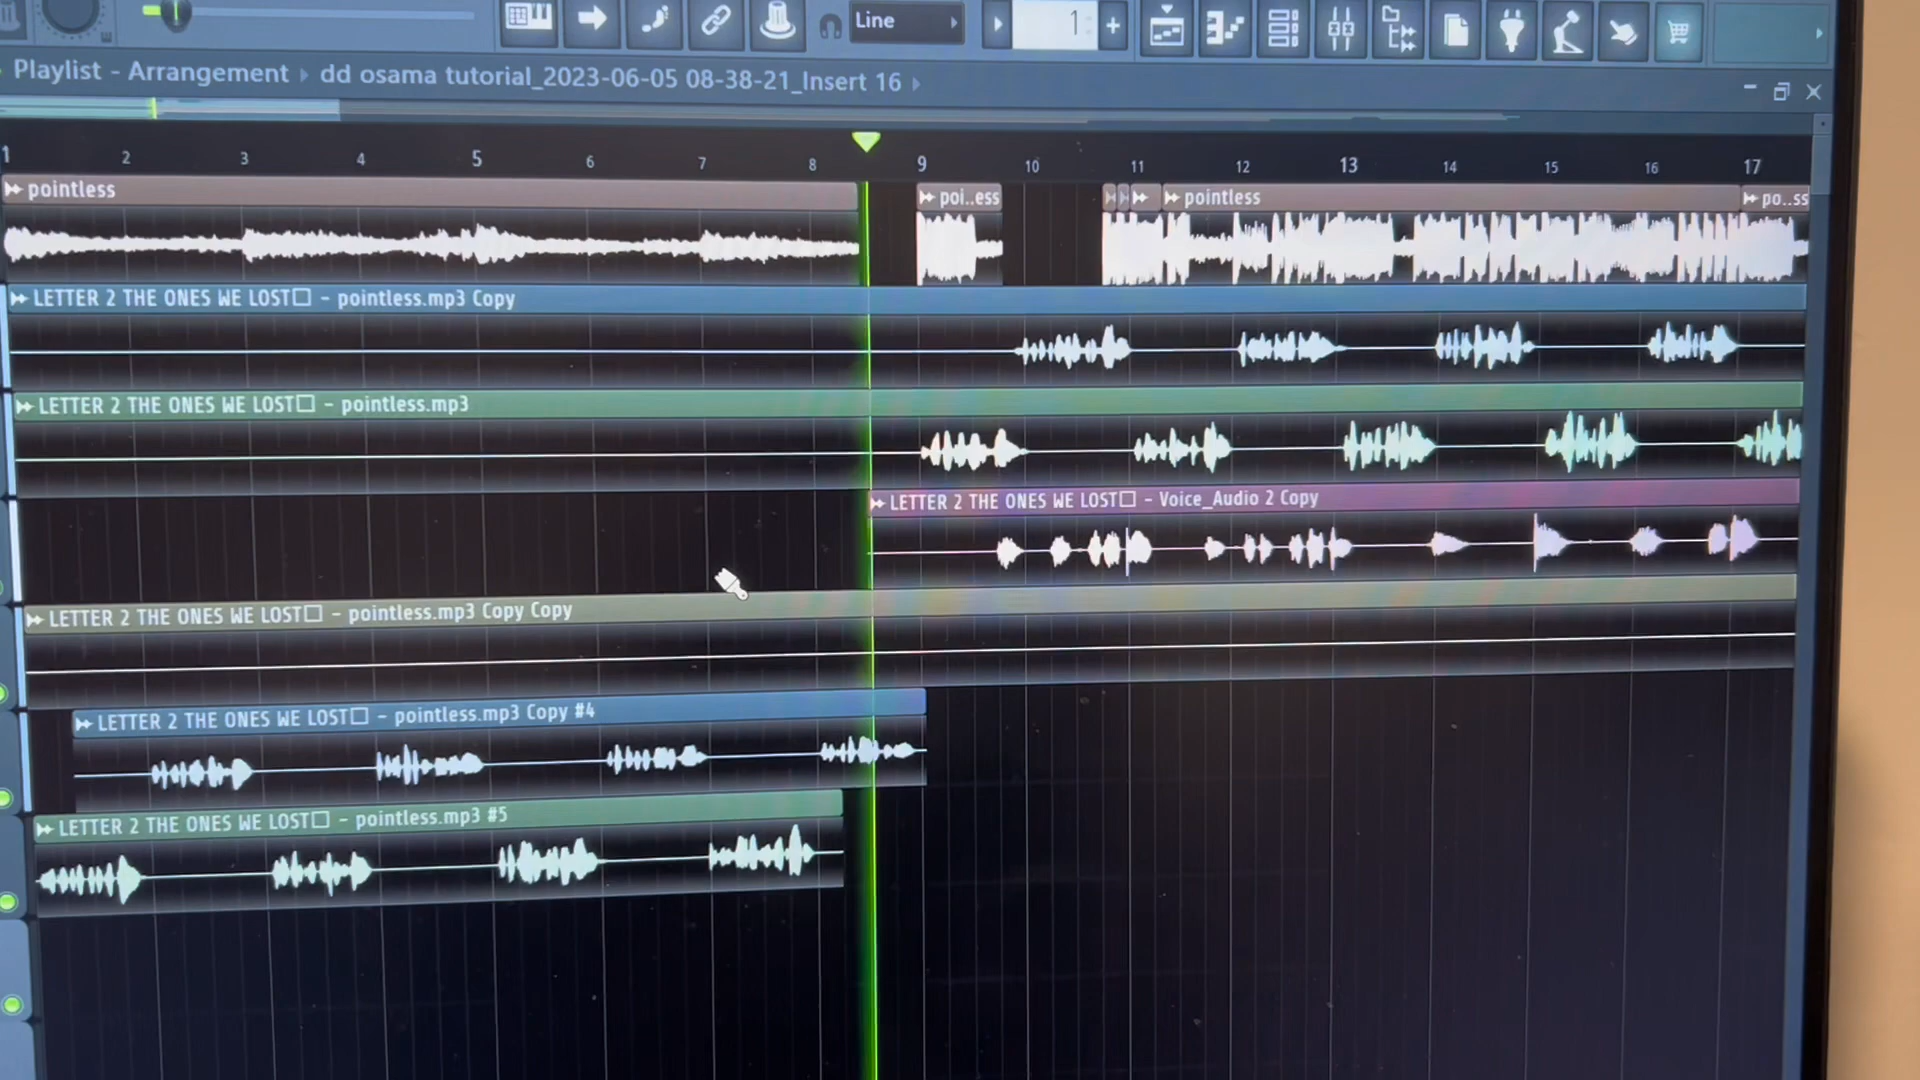 Line
1
+
Playlist - Arrangement dd osama tutorial_2023-06-05 08-38-21_Insert 16
1 2 3 4 5 6 7 8 9 10 11 12 13 14 15 16 17
pointless poi..ess pointless po..ss
LETTER 2 THE ONES WE LOST□ - pointless.mp3 Copy
LETTER 2 THE ONES WE LOST□ - pointless.mp3
LETTER 2 THE ONES WE LOST□ - Voice_Audio 2 Copy
LETTER 2 THE ONES WE LOST□ - pointless.mp3 Copy Copy
LETTER 2 THE ONES WE LOST□ - pointless.mp3 Copy #4
LETTER 2 THE ONES WE LOST□ - pointless.mp3 #5